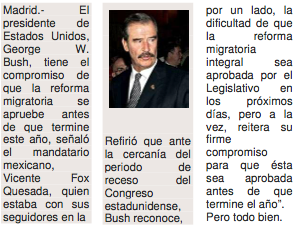 Madrid.- El
presidente de
Estados Unidos,
George W.
Bush, tiene el
compromiso de
que la reforma
migratoria se
apruebe antes
de que termine
este año, señaló
el mandatario
mexicano,
Vicente Fox
Quesada, quien
estaba con sus
seguidores en la
Refirió que ante
la cercanía del
periodo de
receso del
Congreso
estadunidense,
Bush reconoce,
por un lado, la
dificultad de que
la reforma
migratoria
integral sea
aprobada por el
Legislativo en
los próximos
días, pero a la
vez, reitera su
firme
compromiso
para que ésta
sea aprobada
antes de que
termine el año”.
Pero todo bien.